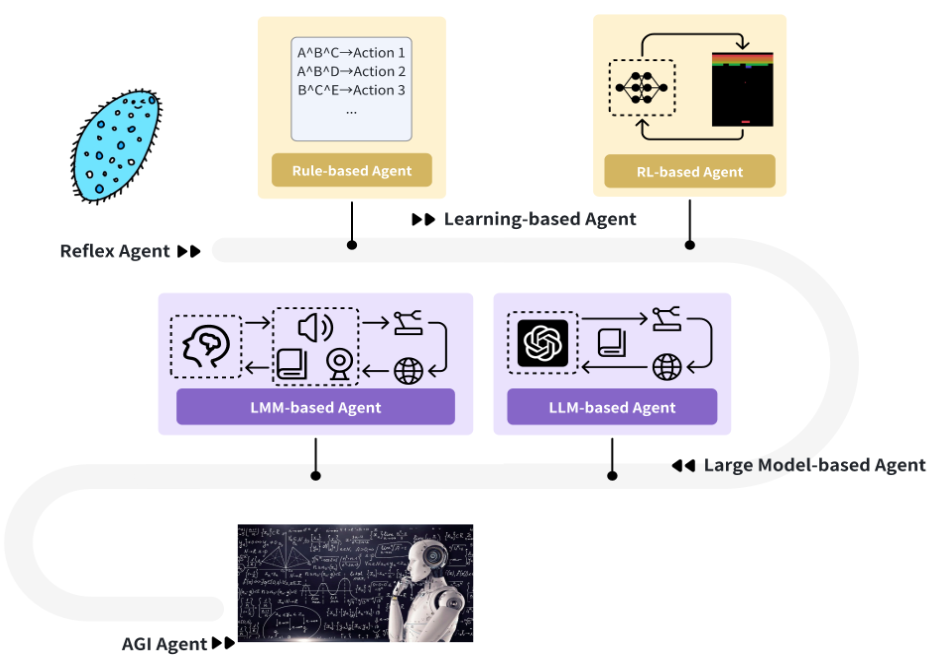 A^B^C→Action 1
A^B^D→Action 2
B^C^E→Action 3
...
Rule-based Agent
RL-based Agent
Learning-based Agent
Reflex Agent
LMM-based Agent
LLM-based Agent
Large Model-based Agent
AGI Agent